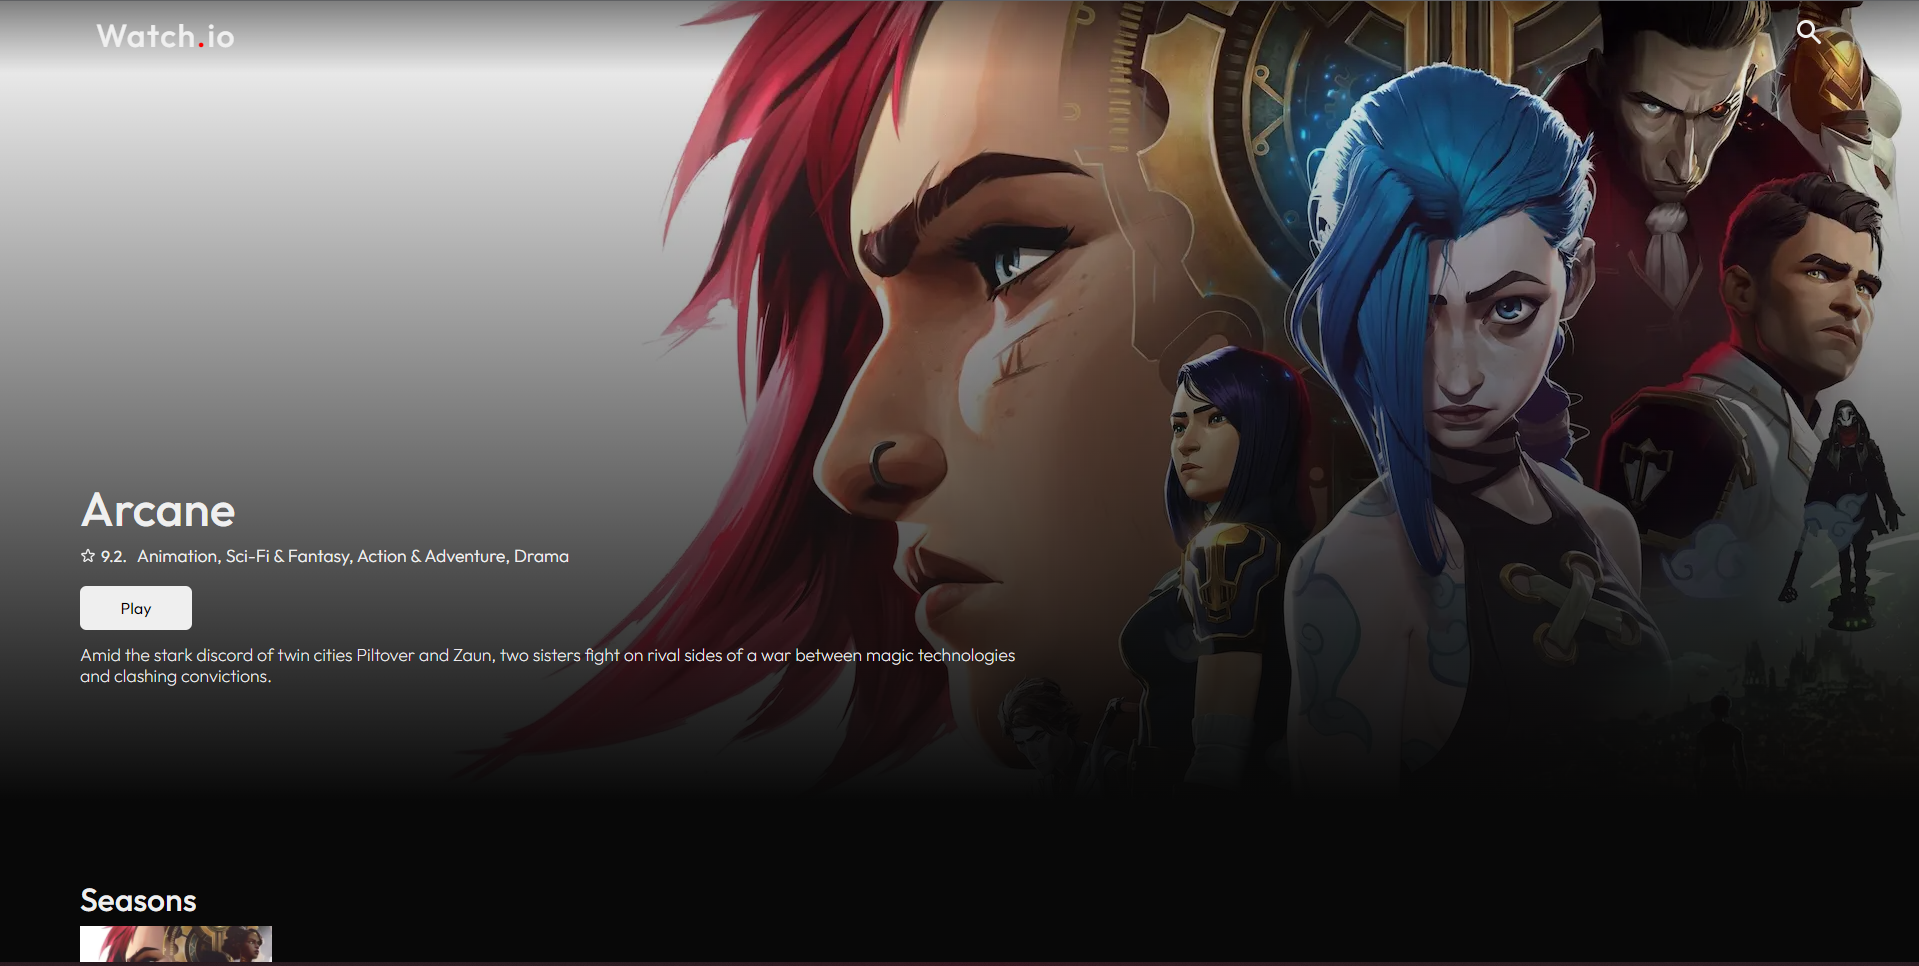 Watch.io
VI
Arcane
9.2. Animation, Sci-Fi & Fantasy, Action & Adventure, Drama
Play
Amid the stark discord of twin cities Piltover and Zaun, two sisters fight on rival sides of a war between magic technologies
and clashing convictions.
Seasons